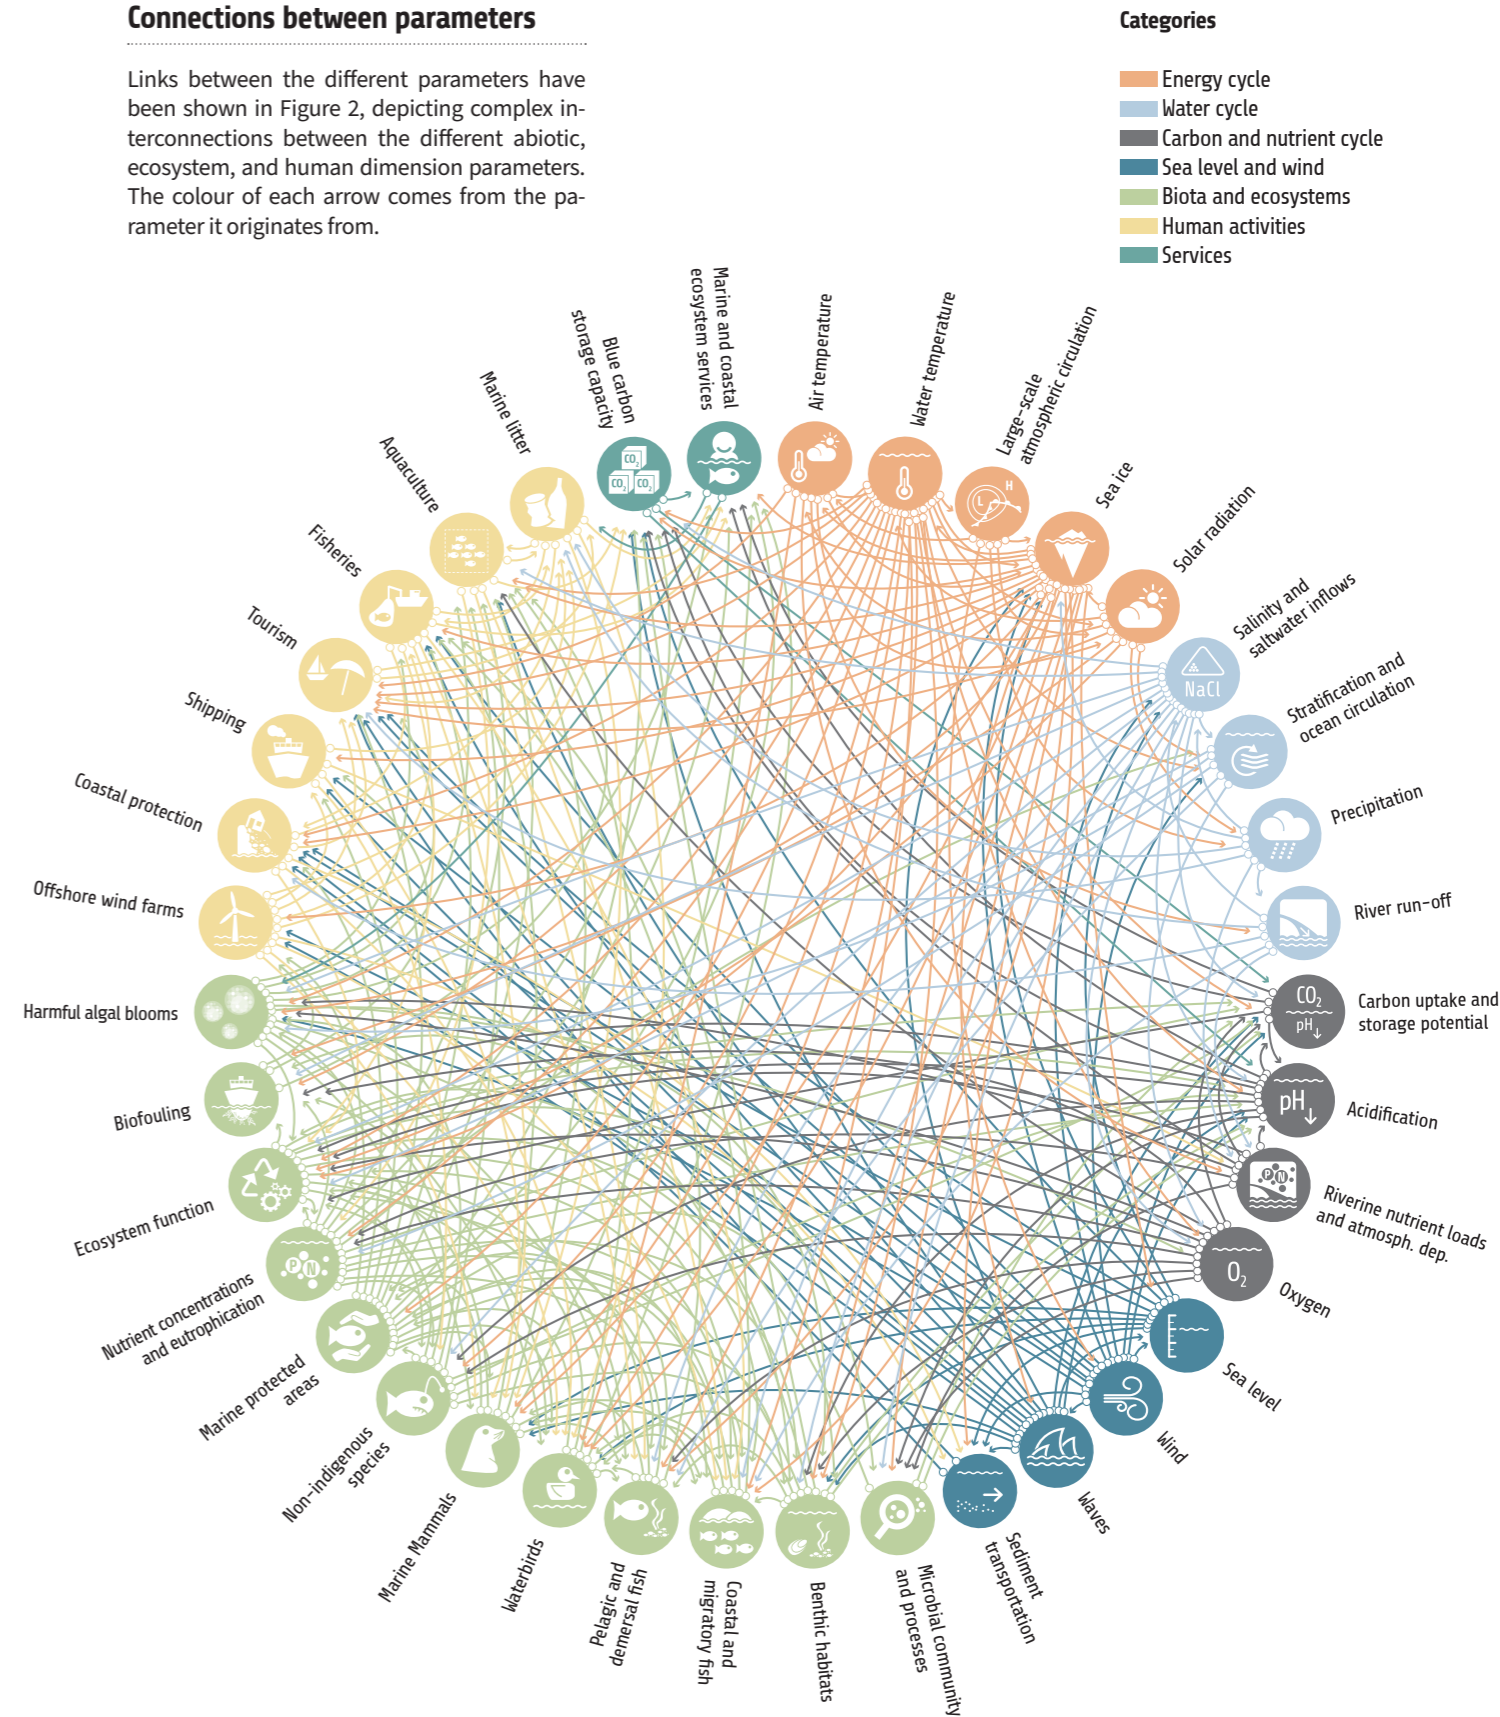 Connections between parameters
Links between the different parameters have
been shown in Figure 2, depicting complex in-
terconnections between the different abiotic,
ecosystem, and human dimension parameters.
The colour of each arrow comes from the pa-
rameter it originates from.
Categories
Energy cycle
Water cycle
Carbon and nutrient cycle
Sea level and wind
Biota and ecosystems
Human activities
Services
Marine and coastal
ecosystem services
Air temperature
Water temperature
Large-scale
atmospheric circulation
H
L
Sea ice
Solar radiation
Salinity and
saltwater inflows
NaCl
Stratification and
ocean circulation
Precipitation
River run-off
Carbon uptake and
storage potential
CO2
pH↓
Acidification
pH↓
Riverine nutrient loads
and atmosph. dep.
P N
Oxygen
O2
Sea level
Wind
Waves
Sediment
transportation
Microbial community
and processes
Benthic habitats
Coastal and
migratory fish
Pelagic and
demersal fish
Waterbirds
Marine Mammals
Non-indigenous
species
Marine protected
areas
Nutrient concentrations
and eutrophication
P N
Ecosystem function
Biofouling
Harmful algal blooms
Offshore wind farms
Coastal protection
Shipping
Tourism
Fisheries
Aquaculture
Marine litter
Blue carbon
storage capacity
CO2
CO2 CO2